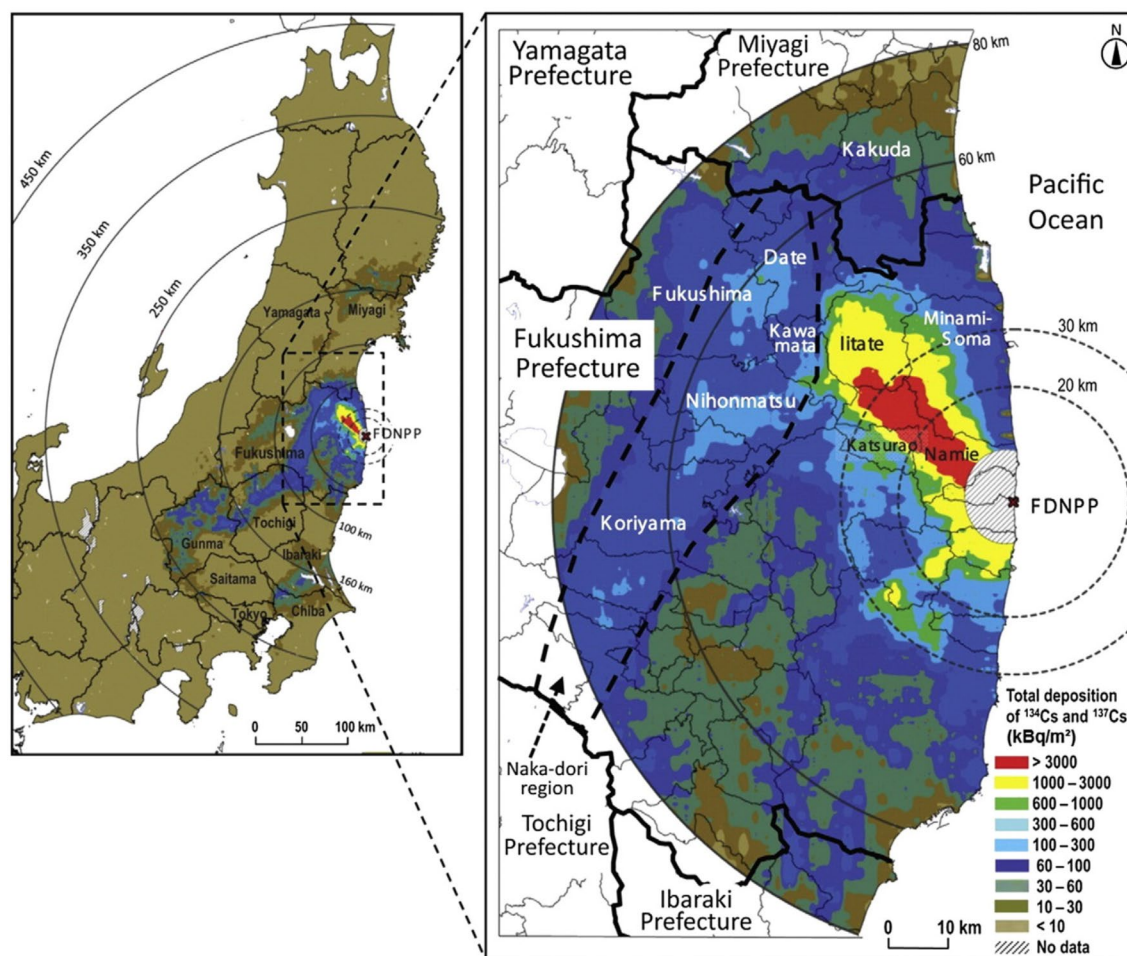 450 km
350 km
250 km
Yamagata
Miyagi
FDNPP
Fukushima
Tochigi
100 km
Gunma
Ibaraki
160 km
Saitama
Tokyo
Chiba
0 50 100 km
Yamagata
Prefecture
Miyagi
Prefecture
80 km
N
Kakuda
60 km
Pacific
Ocean
Date
Fukushima
Fukushima
Prefecture
Kawa
mata
Iitate
Minami-
Soma
30 km
20 km
Nihonmatsu
Katsurao
Namie
FDNPP
Koriyama
Naka-dori
region
Tochigi
Prefecture
Ibaraki
Prefecture
Total deposition
of ¹³⁴Cs and ¹³⁷Cs
(kBq/m²)
> 3000
1000 – 3000
600 – 1000
300 – 600
100 – 300
60 – 100
30 – 60
10 – 30
< 10
No data
0 10 km